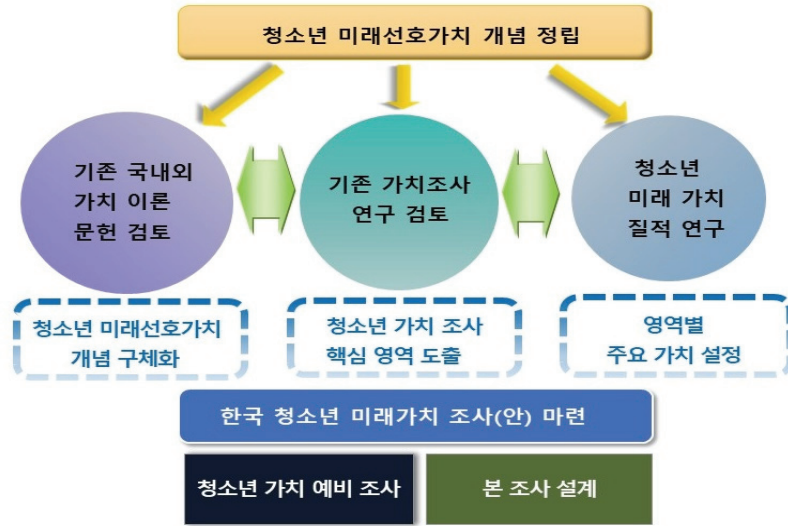 청소년 미래선호가치 개념 정립
기존 국내외
가치 이론
문헌 검토
기존 가치조사
연구 검토
청소년
미래 가치
질적 연구
청소년 미래선호가치
개념 구체화
청소년 가치 조사
핵심 영역 도출
영역별
주요 가치 설정
한국 청소년 미래가치 조사(안) 마련
청소년 가치 예비 조사
본 조사 설계